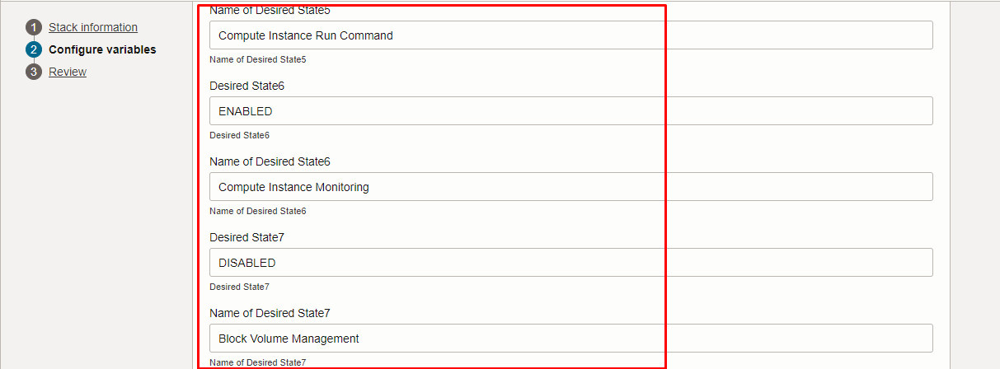 1 Stack information
2 Configure variables
3 Review
Name of Desired State5
Compute Instance Run Command
Name of Desired State5
Desired State6
ENABLED
Desired State6
Name of Desired State6
Compute Instance Monitoring
Name of Desired State6
Desired State7
DISABLED
Desired State7
Name of Desired State7
Block Volume Management
Name of Desired State7